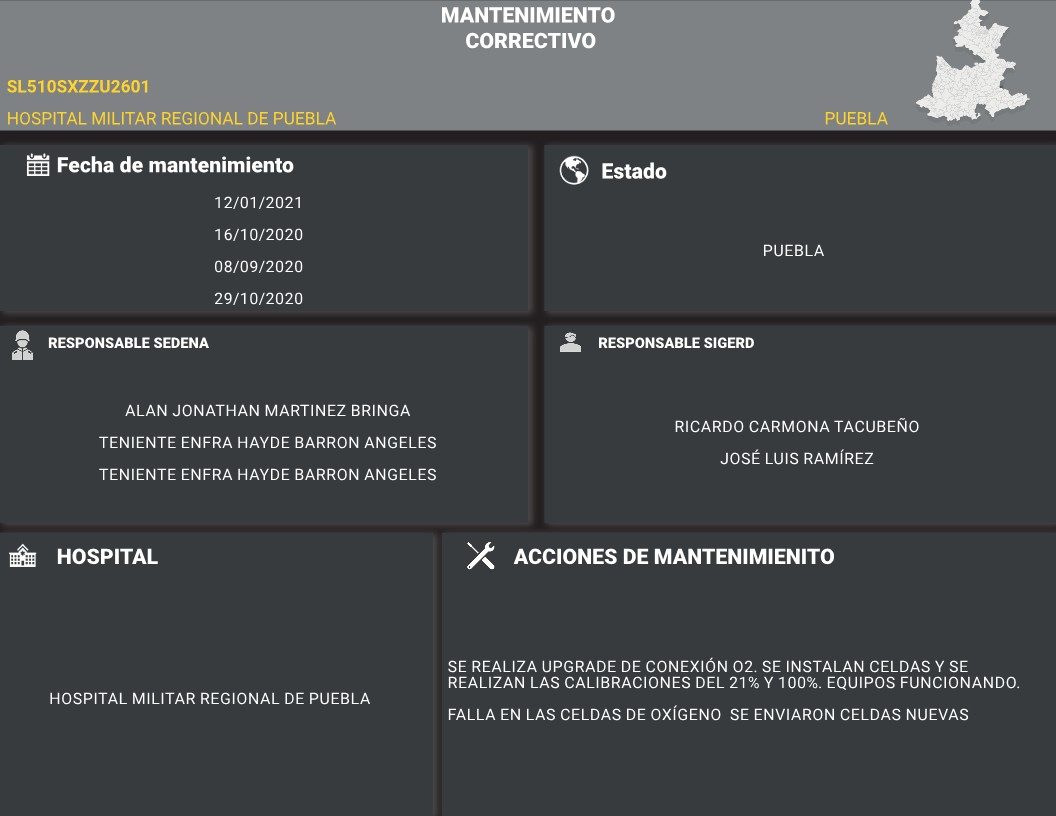 MANTENIMIENTO
CORRECTIVO
SL510SXZZU2601
HOSPITAL MILITAR REGIONAL DE PUEBLA
PUEBLA
Fecha de mantenimiento
12/01/2021
16/10/2020
08/09/2020
29/10/2020
Estado
PUEBLA
RESPONSABLE SEDENA
ALAN JONATHAN MARTINEZ BRINGA
TENIENTE ENFRA HAYDE BARRON ANGELES
TENIENTE ENFRA HAYDE BARRON ANGELES
RESPONSABLE SIGERD
RICARDO CARMONA TACUBEÑO
JOSÉ LUIS RAMÍREZ
HOSPITAL
HOSPITAL MILITAR REGIONAL DE PUEBLA
ACCIONES DE MANTENIMIENITO
SE REALIZA UPGRADE DE CONEXIÓN O2. SE INSTALAN CELDAS Y SE
REALIZAN LAS CALIBRACIONES DEL 21% Y 100%. EQUIPOS FUNCIONANDO.
FALLA EN LAS CELDAS DE OXÍGENO  SE ENVIARON CELDAS NUEVAS